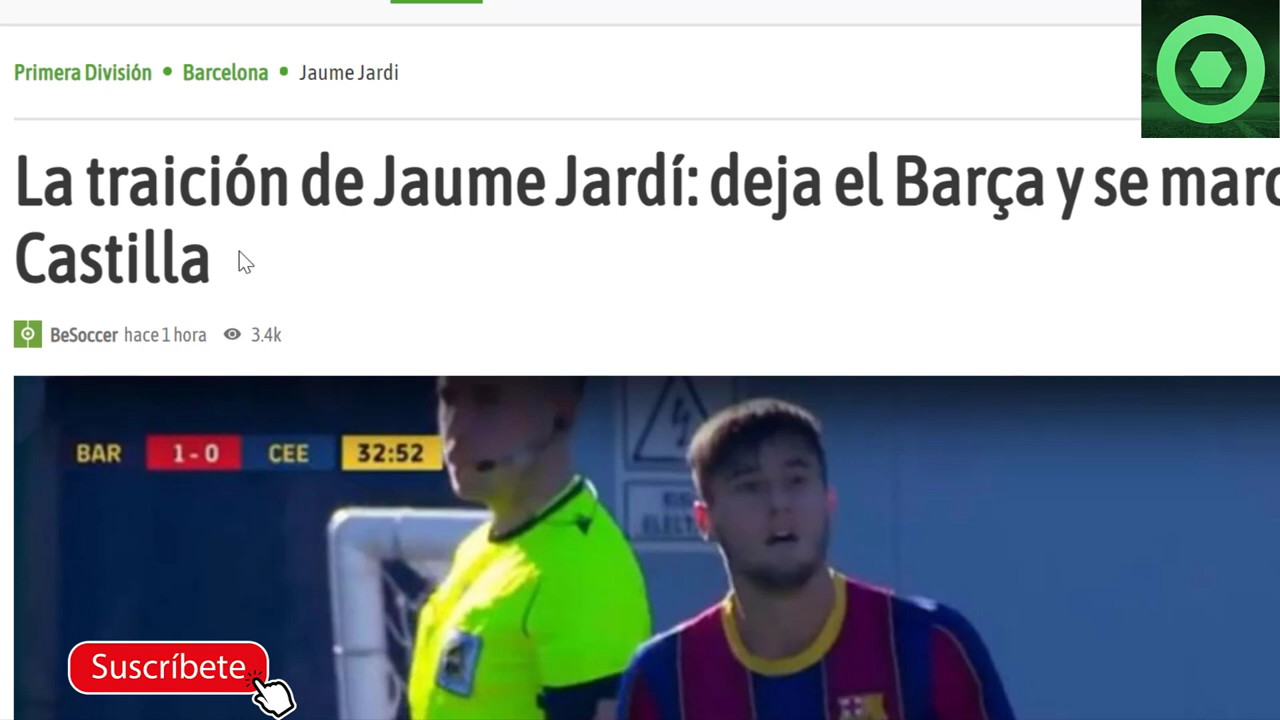 Primera División • Barcelona • Jaume Jardi
La traición de Jaume Jardí: deja el Barça y se marc
Castilla
BeSoccer hace 1 hora 3.4k
BAR 1-0 CEE 32:52
Suscríbete